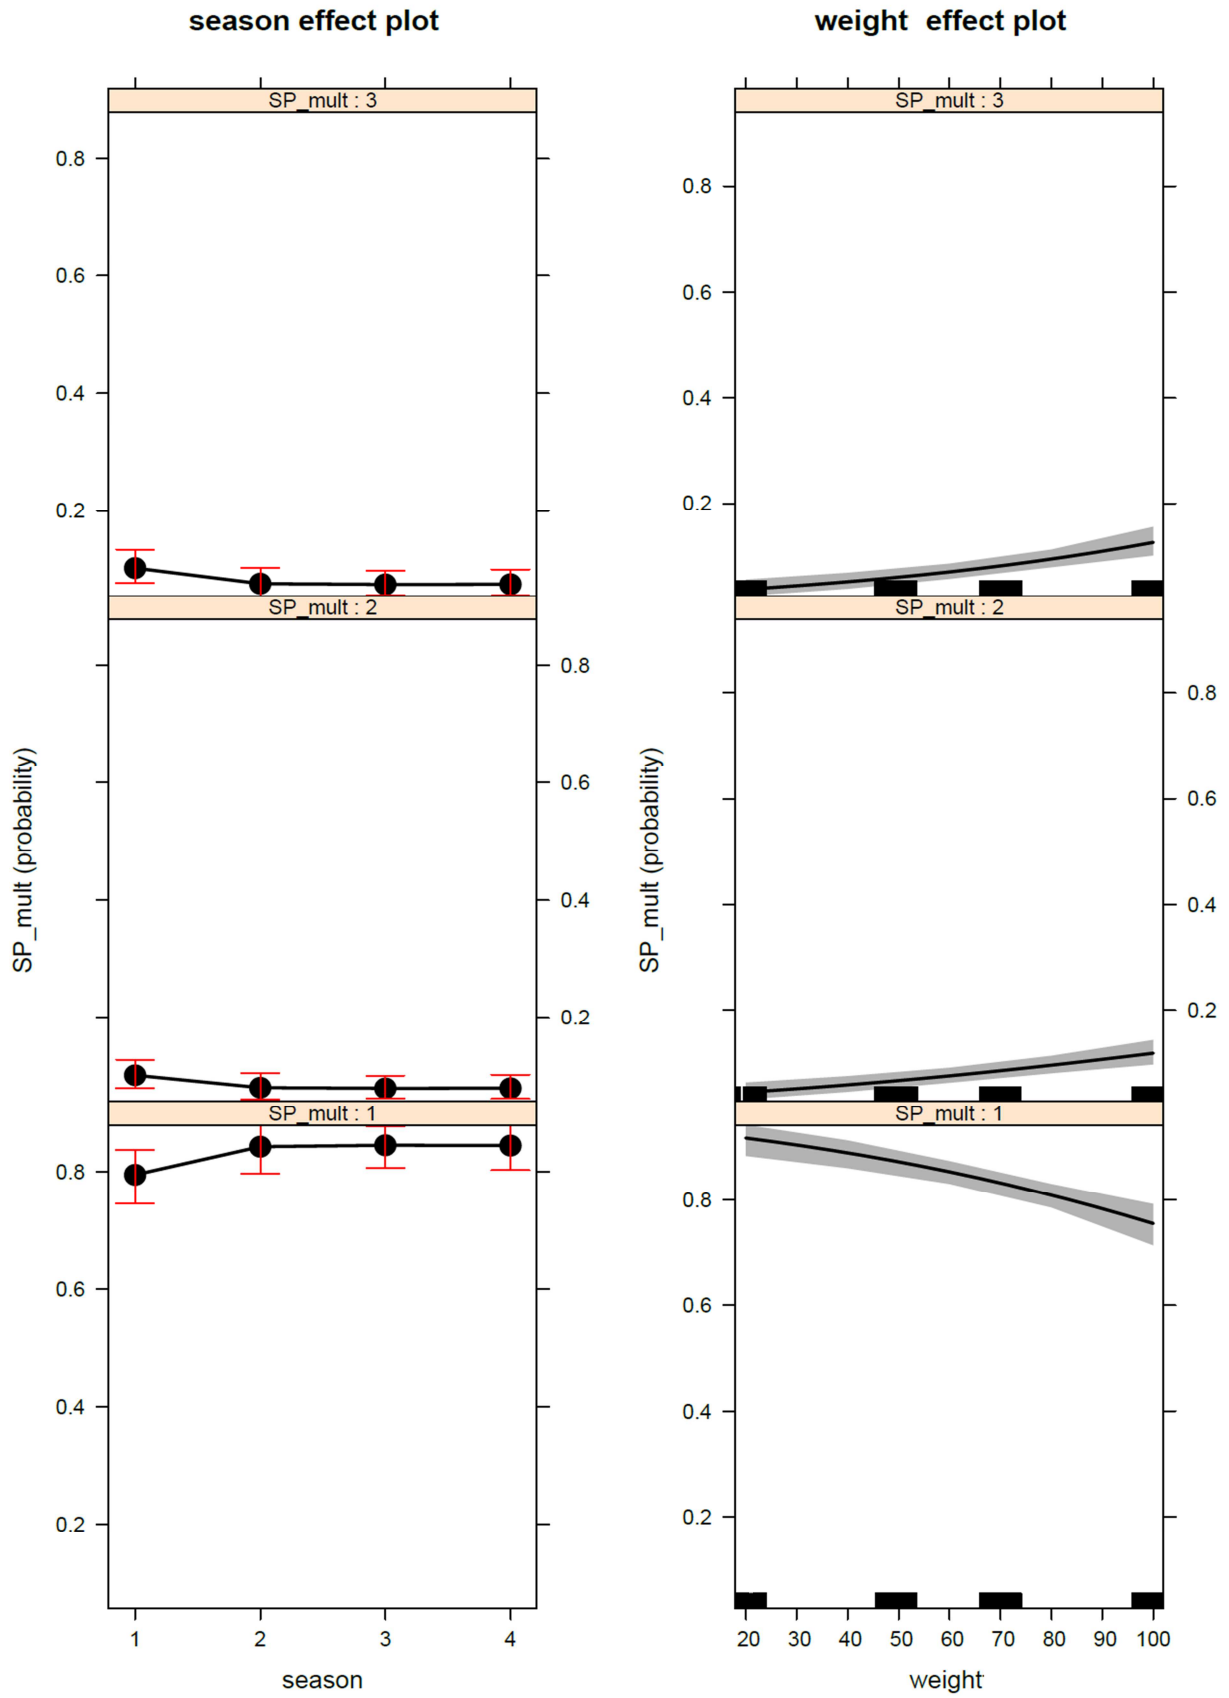 season effect plot
SP_mult : 3
0.8
0.6
0.4
0.2
SP_mult : 2
0.8
0.6
0.4
0.2
SP_mult : 1
0.8
0.6
0.4
0.2
1 2 3 4
season
SP_mult (probability)
weight effect plot
SP_mult : 3
0.8
0.6
0.4
0.2
SP_mult : 2
0.8
0.6
0.4
0.2
SP_mult : 1
0.8
0.6
0.4
0.2
20 30 40 50 60 70 80 90 100
weight
SP_mult (probability)